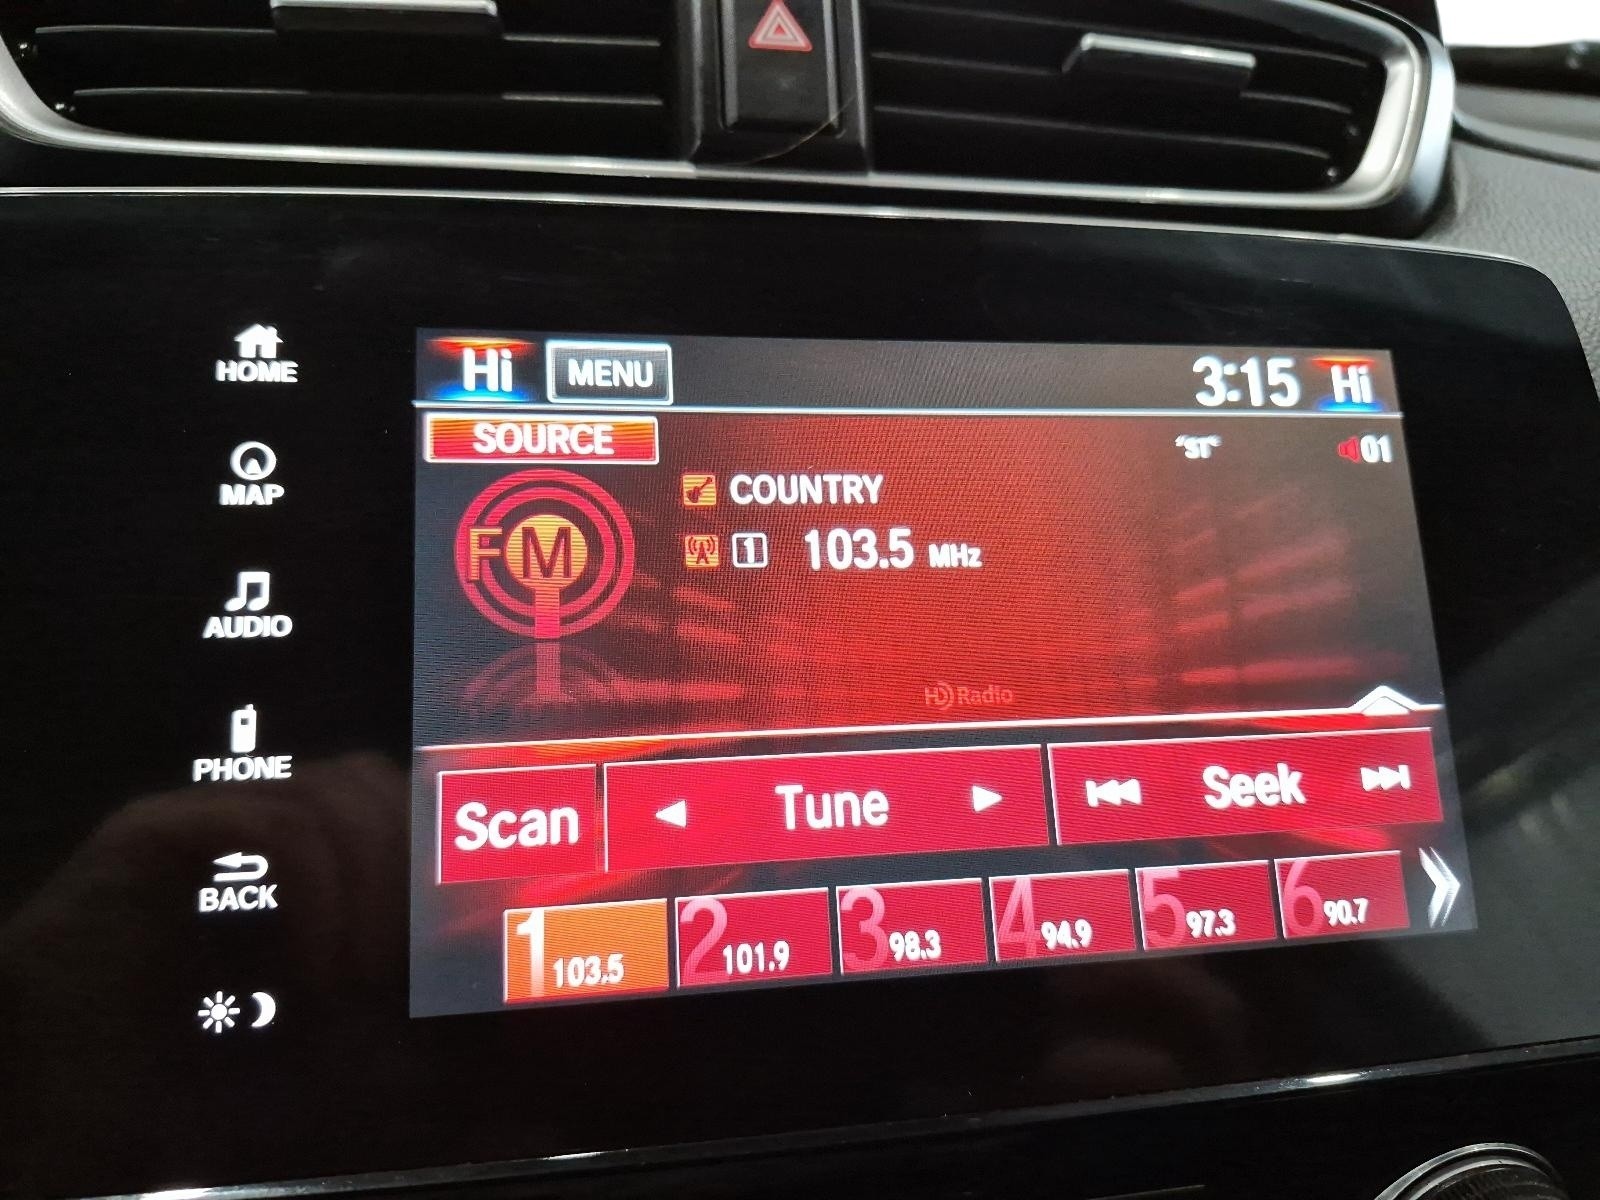 HOME
MAP
AUDIO
PHONE
BACK
Hi MENU 3:15 Hi
SOURCE "ST" 01
FM
COUNTRY
1 103.5 MHz
HD Radio
Scan Tune Seek
1 103.5 2 101.9 3 98.3 4 94.9 5 97.3 6 90.7